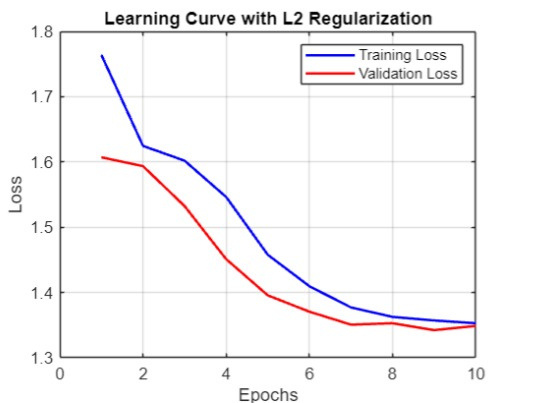 Learning Curve with L2 Regularization
1.8
Training Loss
Validation Loss
1.7
1.6
Loss
1.5
1.4
1.3
0 2 4 6 8 10
Epochs